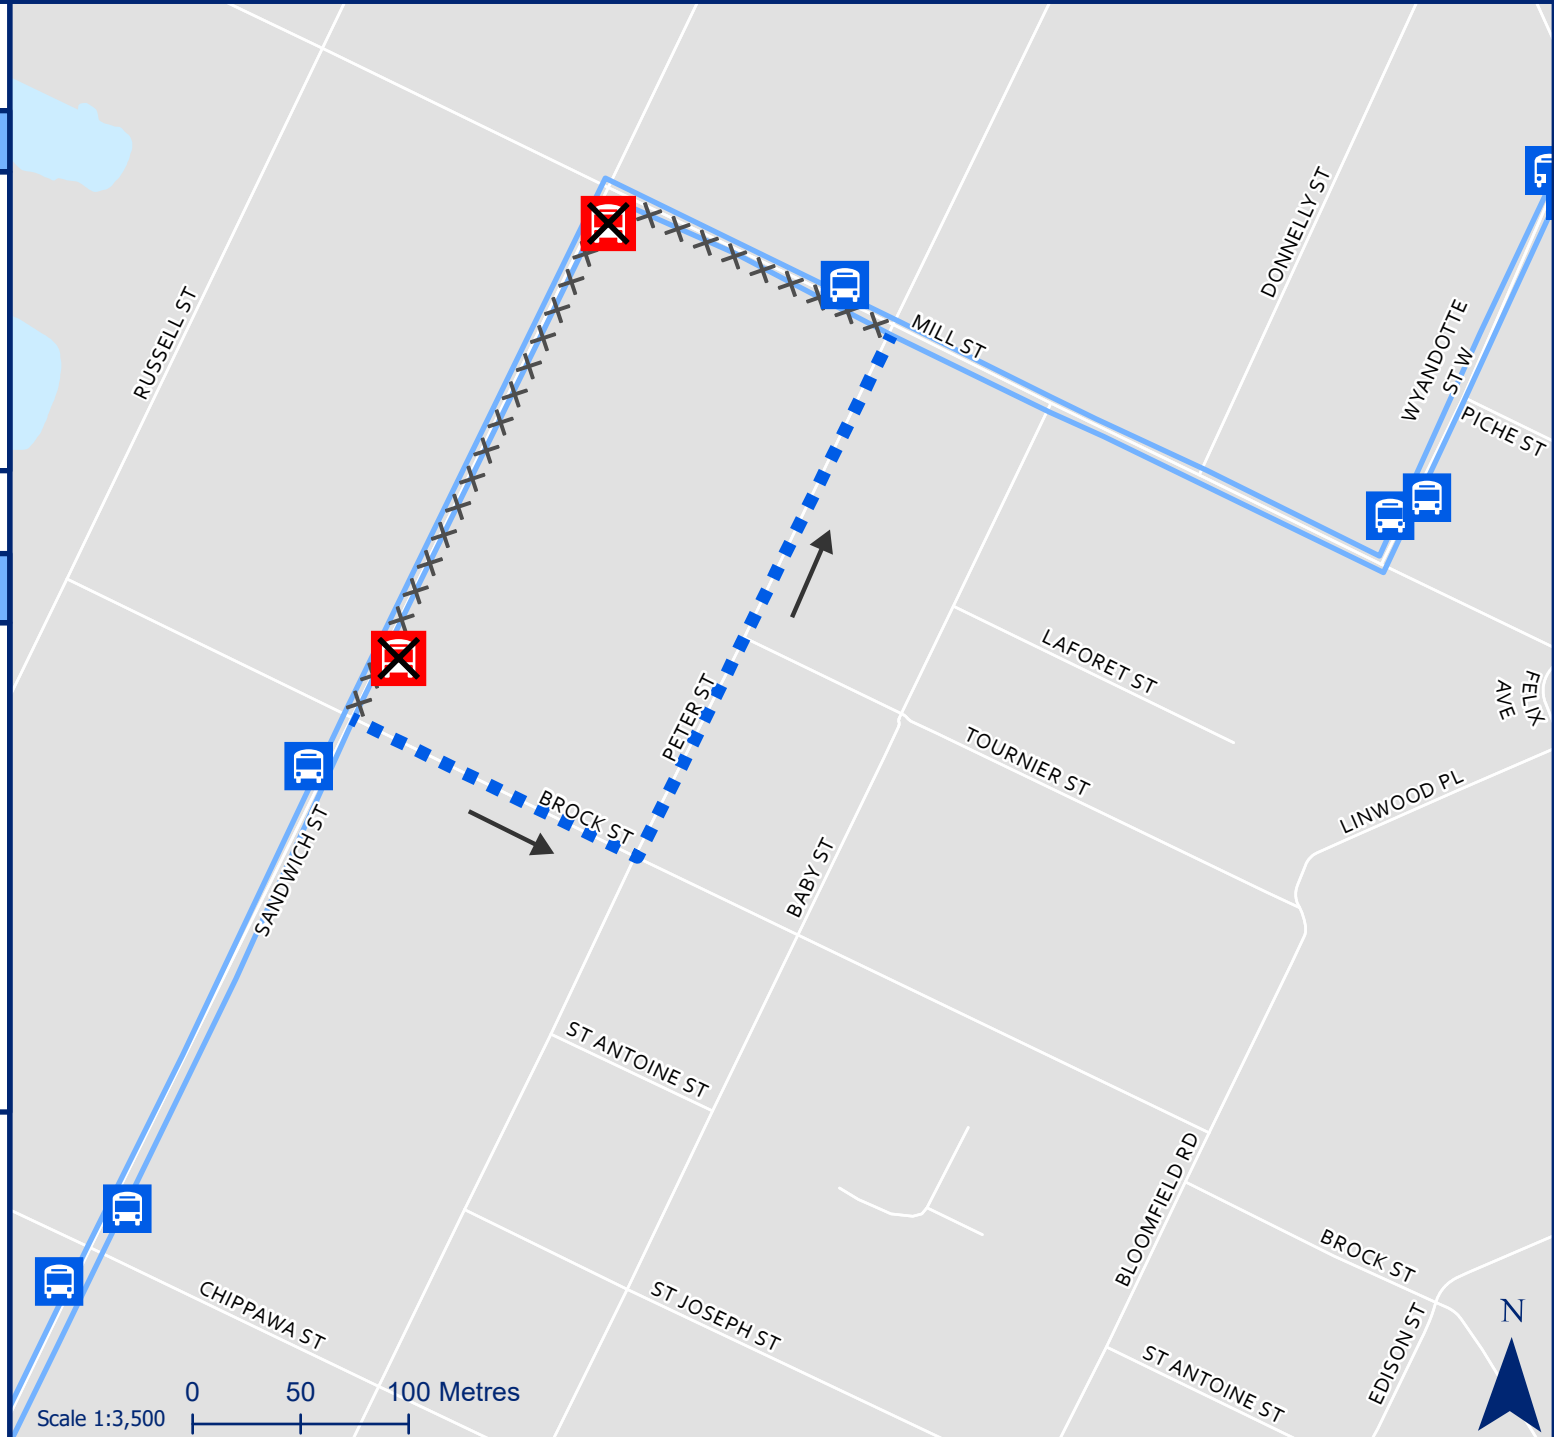 DONNELLY ST
RUSSELL ST
MILL ST
WYANDOTTE
ST W
PICHE ST
LAFORET ST
PETER ST
FELIX
AVE
TOURNIER ST
LINWOOD PL
BROCK ST
SANDWICH ST
BABY ST
ST ANTOINE ST
BLOOMFIELD RD
BROCK ST
CHIPPAWA ST
ST JOSEPH ST
EDISON ST
ST ANTOINE ST
N
0 50 100 Metres
Scale 1:3,500